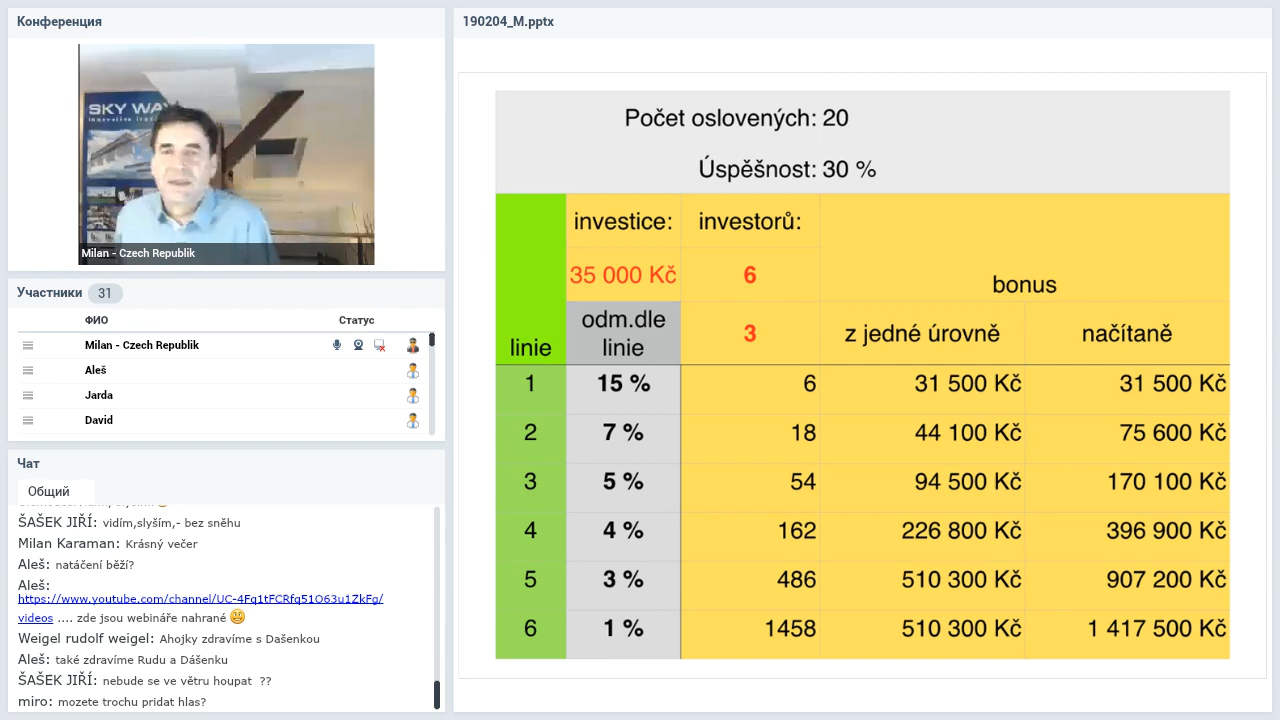 Конференция
SKY WAY
Milan - Czech Republik
Участники 31
ФИО Статус
Milan - Czech Republik
Aleš
Jarda
David
Чат
Общий
ŠAŠEK JIŘÍ: vidím,slyším,- bez sněhu
Milan Karaman: Krásný večer
Aleš: natáčení běží?
Aleš:
https://www.youtube.com/channel/UC-4Fq1tFCRfq51O63u1ZkFg/
videos .... zde jsou webináře nahrané
Weigel rudolf weigel: Ahojky zdravíme s Dašenkou
Aleš: také zdravíme Rudu a Dášenku
ŠAŠEK JIŘÍ: nebude se ve větru houpat ??
miro: mozete trochu pridat hlas?
190204_M.pptx
Počet oslovených: 20
Úspěšnost: 30 %
investice: investorů:
35 000 Kč 6
bonus
odm.dle
linie linie 3 z jedné úrovně načítaně
1 15 % 6 31 500 Kč 31 500 Kč
2 7 % 18 44 100 Kč 75 600 Kč
3 5 % 54 94 500 Kč 170 100 Kč
4 4 % 162 226 800 Kč 396 900 Kč
5 3 % 486 510 300 Kč 907 200 Kč
6 1 % 1458 510 300 Kč 1 417 500 Kč